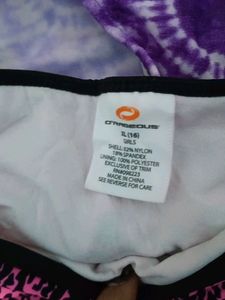 O'RAGEOUS
XL (16)
GIRLS
SHELL: 82% NYLON
18% SPANDEX
LINING: 100% POLYESTER
EXCLUSIVE OF TRIM
RN#098223
MADE IN CHINA
SEE REVERSE FOR CARE